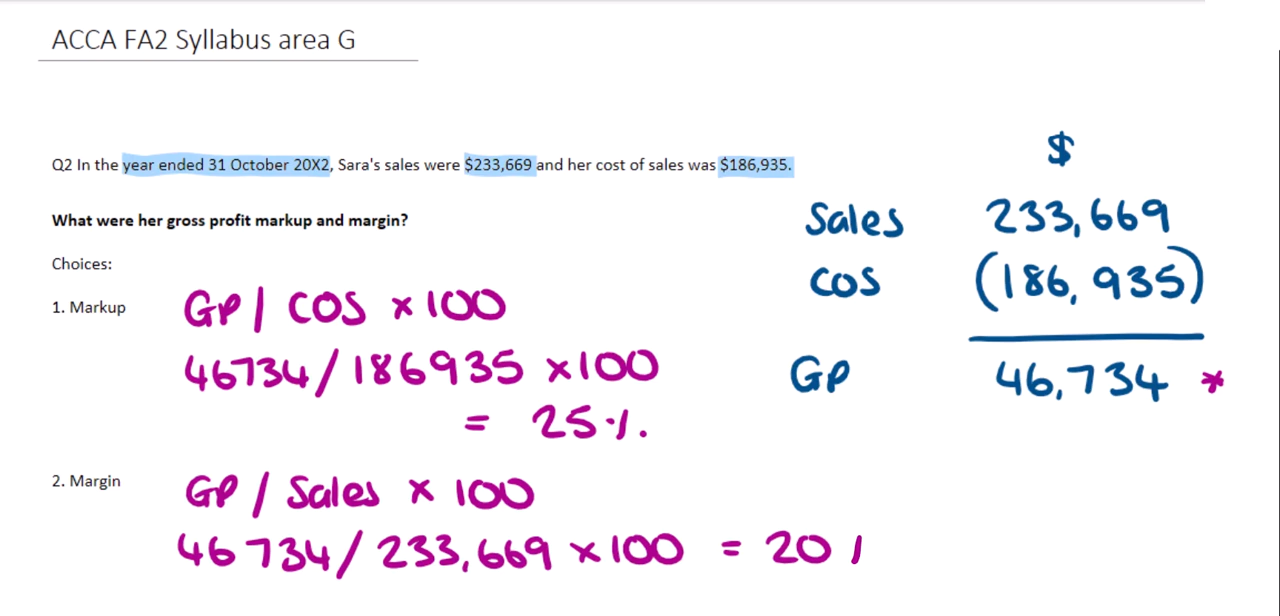 ACCA FA2 Syllabus area G
Q2 In the year ended 31 October 20X2, Sara's sales were $233,669 and her cost of sales was $186,935.
What were her gross profit markup and margin?
Choices:
1. Markup
GP / COS × 100
46734 / 186935 × 100
= 25%.
2. Margin
GP / Sales × 100
46734 / 233,669 × 100 = 20 /
$
Sales 233,669
COS (186,935)
GP 46,734 *